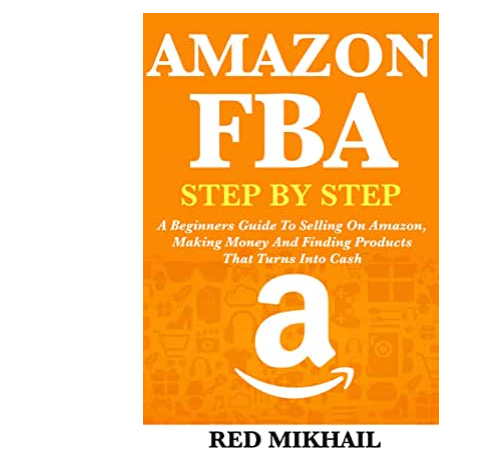 AMAZON
FBA
STEP BY STEP
A Beginners Guide To Selling On Amazon,
Making Money And Finding Products
That Turns Into Cash
a
RED MIKHAIL